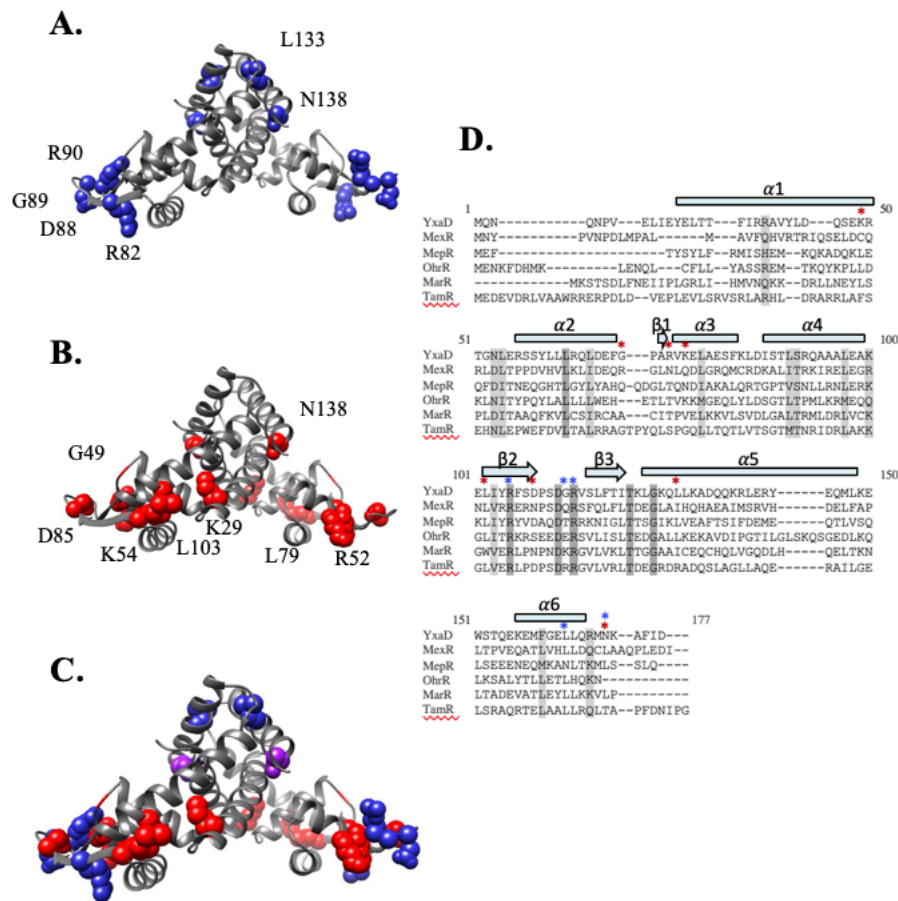 A.
L133
N138
R90
G89
D88
R82
B.
N138
G49
D85
K54
L103
K29
L79
R52
C.
D.
α1
1 * 50
YxaD MQN---------QNPV--ELIEYELTT--FIRRAVYLD--QSEKR
MexR MNY---------PVNPDLMPAL-----M---AVFQHVRTRIQSELDCQ
MepR MEF------------------TYSYLF--RMISHEM--KQKADQKLE
OhrR MENKFDHMK------LENQL--CFLL--YASSREM--TKQYKPLLD
MarR -----MKSTSDLFNEIIPLGRLI--HMVNQKK--DRLLNEYLS
TamR MEDEVDRLVAAWRRERPDLD--VEPLEVLSRVSRLARHL--DRARRLAFS
α2 β1 α3 α4
51 * * * 100
YxaD TGNLERSSYLLLRQLDEFG---PARVKELAESFKLDISTLSRQAAALEAK
MexR RLDLTPPDVHVLKLIDEQR---GLNLQDLGRQMCRDKALITRKIRELEGR
MepR QFDITNEQGHTLGYLYAHQ-QDGLTQNDIAKALQRTGPTVSNLLRNLERK
OhrR KLNITYPQYLALLLLWEH---ETLTVKKMGEQLYLDSGTLTPMLKRMEQQ
MarR PLDITAAQFKVLCSIRCAA---CITPVELKKVLSVDLGALTRMLDRLVCK
TamR EHNLEPWEFDVLTALRRAGTPYQLSPGQLLTQTLVTSGTMTNRIDRLAKK
β2 β3 α5
101 * * * * * * 150
YxaD ELIYRFSDPSDGRVSLFTITKLGKQLLKADQQKRLERY------EQMLKE
MexR NLVRRERNPSDQRSFQLFLTDEGLAIHQHAEAIMSRVH------DELFAP
MepR KLIYRYVDAQDTRRKNIGLTTSGIKLVEAFTSIFDEME------QTLVSQ
OhrR GLITRKRSEEDERSVLISLTEDGALLKEKAVDIPGTILGLSKQSGEDLKQ
MarR GWVERLPNPNDKRGVLVKLTTGGAAICEQCHQLVGQDLH-----QELTKN
TamR GLVERLPDPSDRRGVLVRLTDEGRDRADQSLAGLLAQE------RAILGE
α6
151 * * * 177
YxaD WSTQEKEMFGELLQRMNK--AFID--
MexR LTPVEQATLVHLLDQCLAAQPLEDI-
MepR LSEEENEQMKANLTKMLS--SLQ---
OhrR LKSALYTLLETLHQKN----------
MarR LTADEVATLEYLLKKVLP--------
TamR LSRAQRTELAALLRQLTA--PFDNIPG